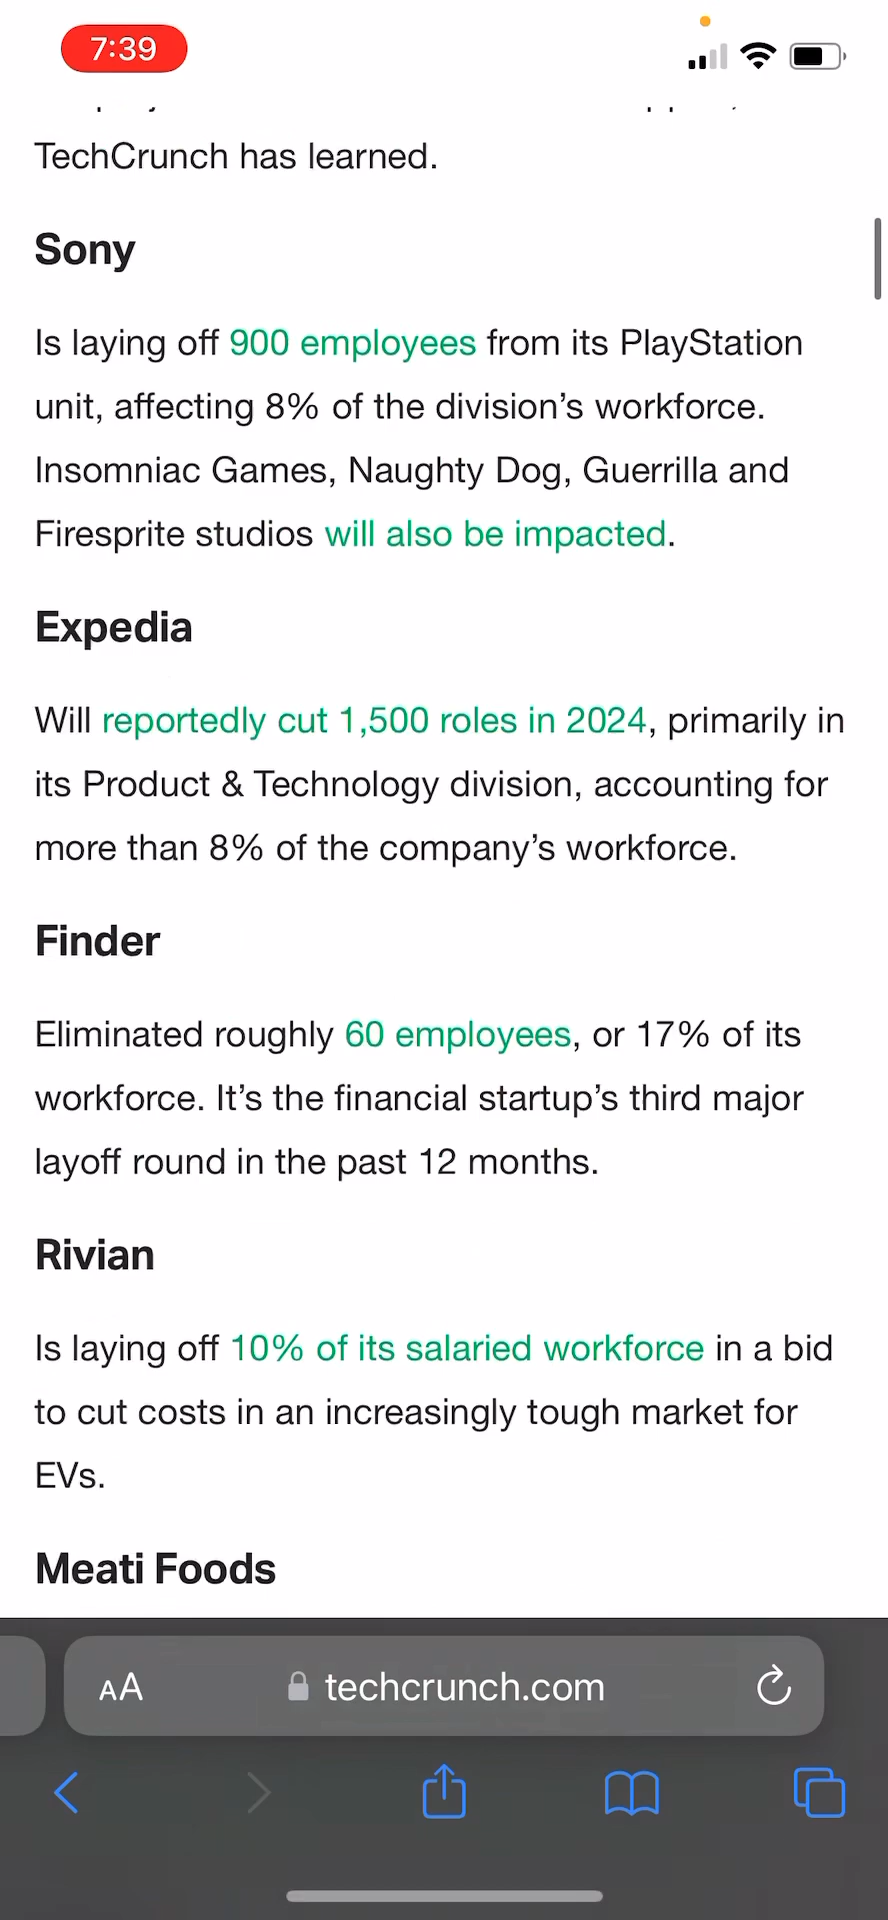 7:39
TechCrunch has learned.
Sony
Is laying off 900 employees from its PlayStation
unit, affecting 8% of the division’s workforce.
Insomniac Games, Naughty Dog, Guerrilla and
Firesprite studios will also be impacted.
Expedia
Will reportedly cut 1,500 roles in 2024, primarily in
its Product & Technology division, accounting for
more than 8% of the company’s workforce.
Finder
Eliminated roughly 60 employees, or 17% of its
workforce. It’s the financial startup’s third major
layoff round in the past 12 months.
Rivian
Is laying off 10% of its salaried workforce in a bid
to cut costs in an increasingly tough market for
EVs.
Meati Foods
AA techcrunch.com